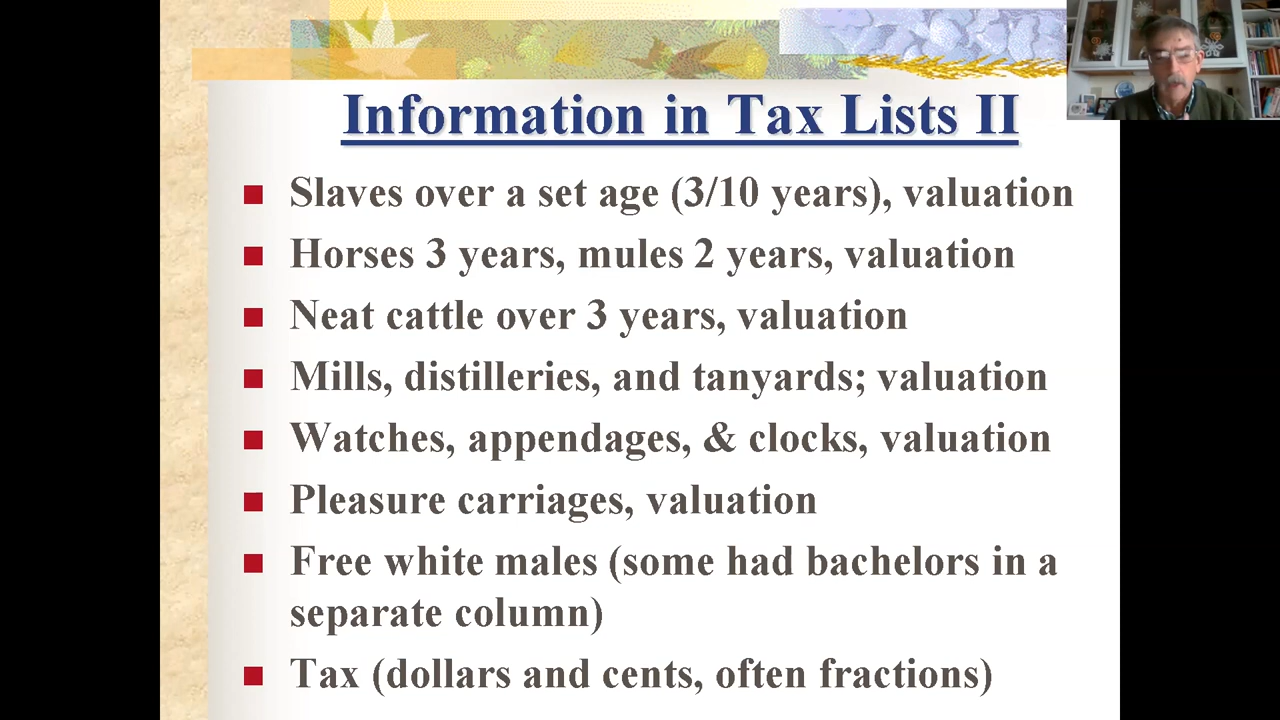 Information in Tax Lists II
Slaves over a set age (3/10 years), valuation
Horses 3 years, mules 2 years, valuation
Neat cattle over 3 years, valuation
Mills, distilleries, and tanyards; valuation
Watches, appendages, & clocks, valuation
Pleasure carriages, valuation
Free white males (some had bachelors in a
separate column)
Tax (dollars and cents, often fractions)